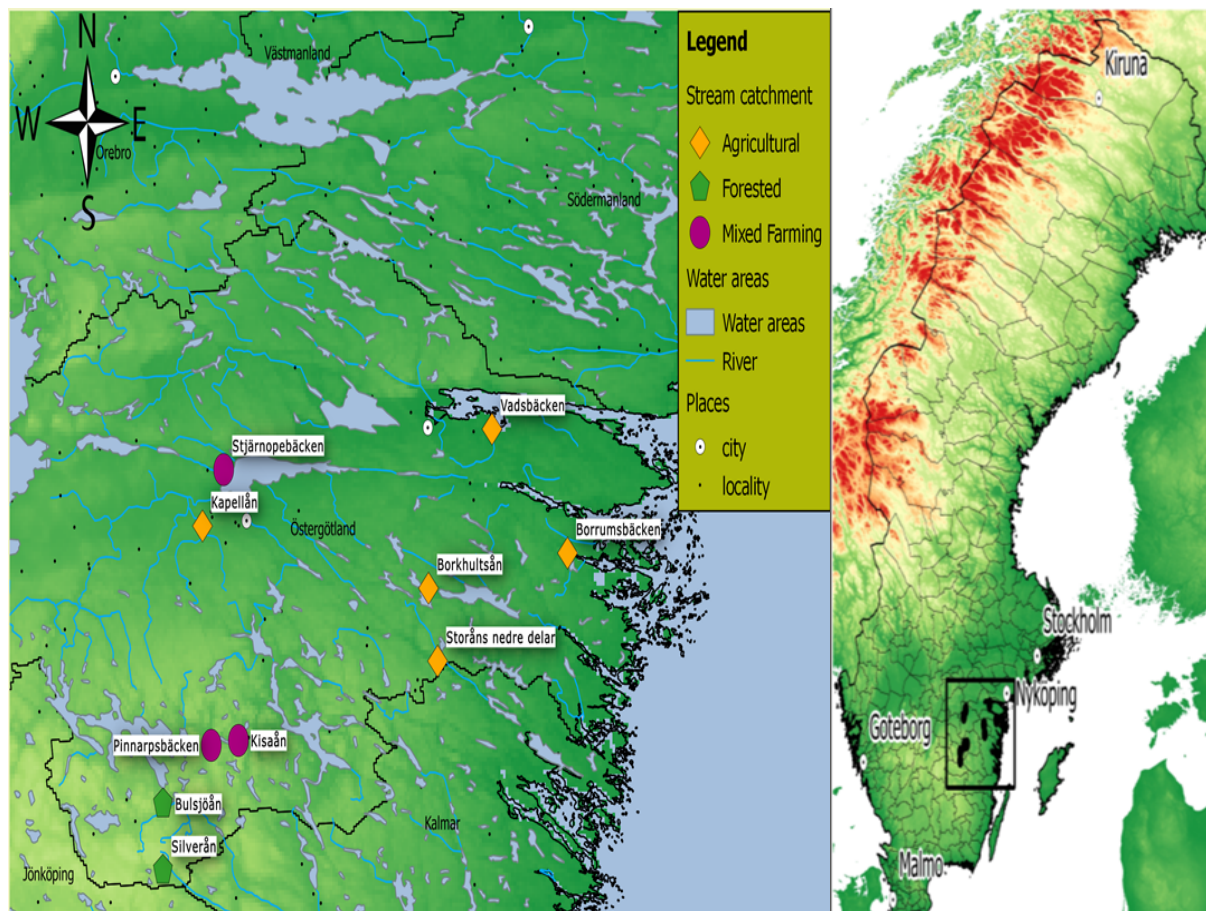 N
W
E
S
Västmanland
Orebro
Södermanland
Vadsbäcken
Stjärnopebäcken
Kapellån
Östergötland
Borrumsbäcken
Borkhultsån
Storåns nedre delar
Pinnarpsbäcken
Kisaån
Bulsjöån
Silverån
Kalmar
Jönköping
Legend
Stream catchment
Agricultural
Forested
Mixed Farming
Water areas
Water areas
River
Places
city
locality
Kiruna
Stockholm
Nyköping
Goteborg
Malmo